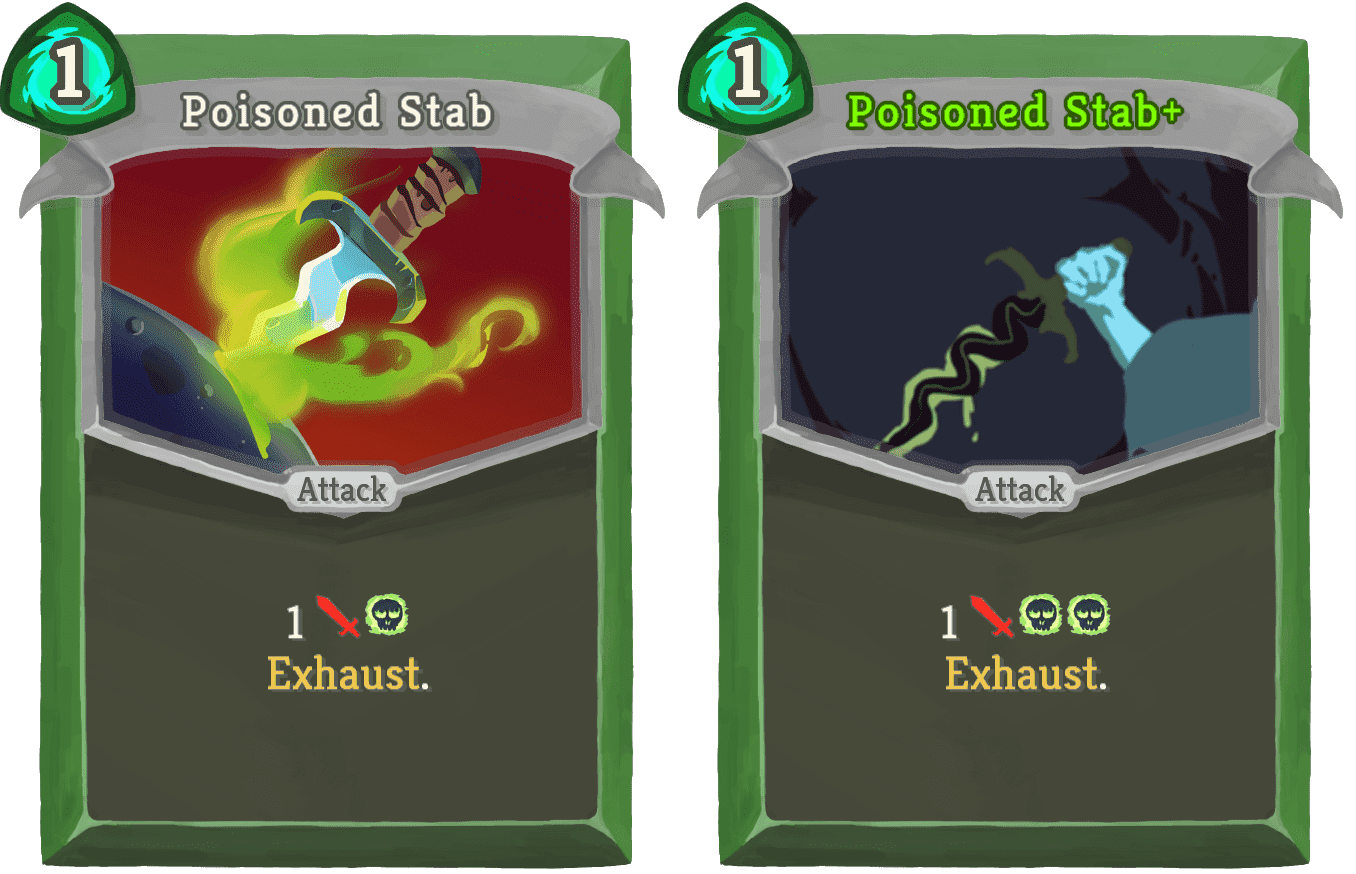 1
Poisoned Stab
Attack
1
Exhaust.
1
Poisoned Stab+
Attack
1
Exhaust.